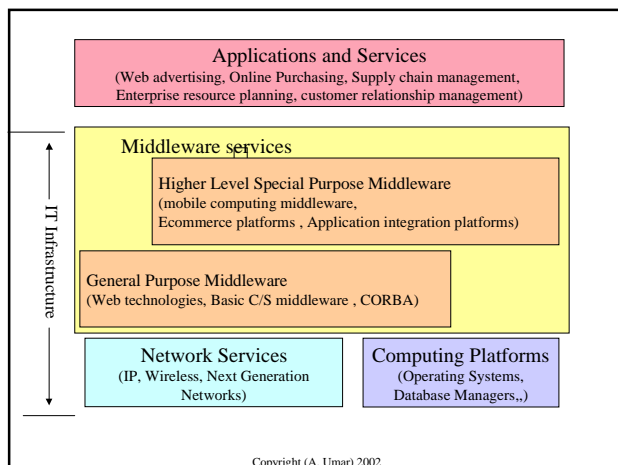 Applications and Services
(Web advertising, Online Purchasing, Supply chain management,
Enterprise resource planning, customer relationship management)
IT Infrastructure
Middleware services
Higher Level Special Purpose Middleware
(mobile computing middleware,
Ecommerce platforms , Application integration platforms)
General Purpose Middleware
(Web technologies, Basic C/S middleware , CORBA)
Network Services
(IP, Wireless, Next Generation
Networks)
Computing Platforms
(Operating Systems,
Database Managers,,)
Copyright (A. Umar) 2002